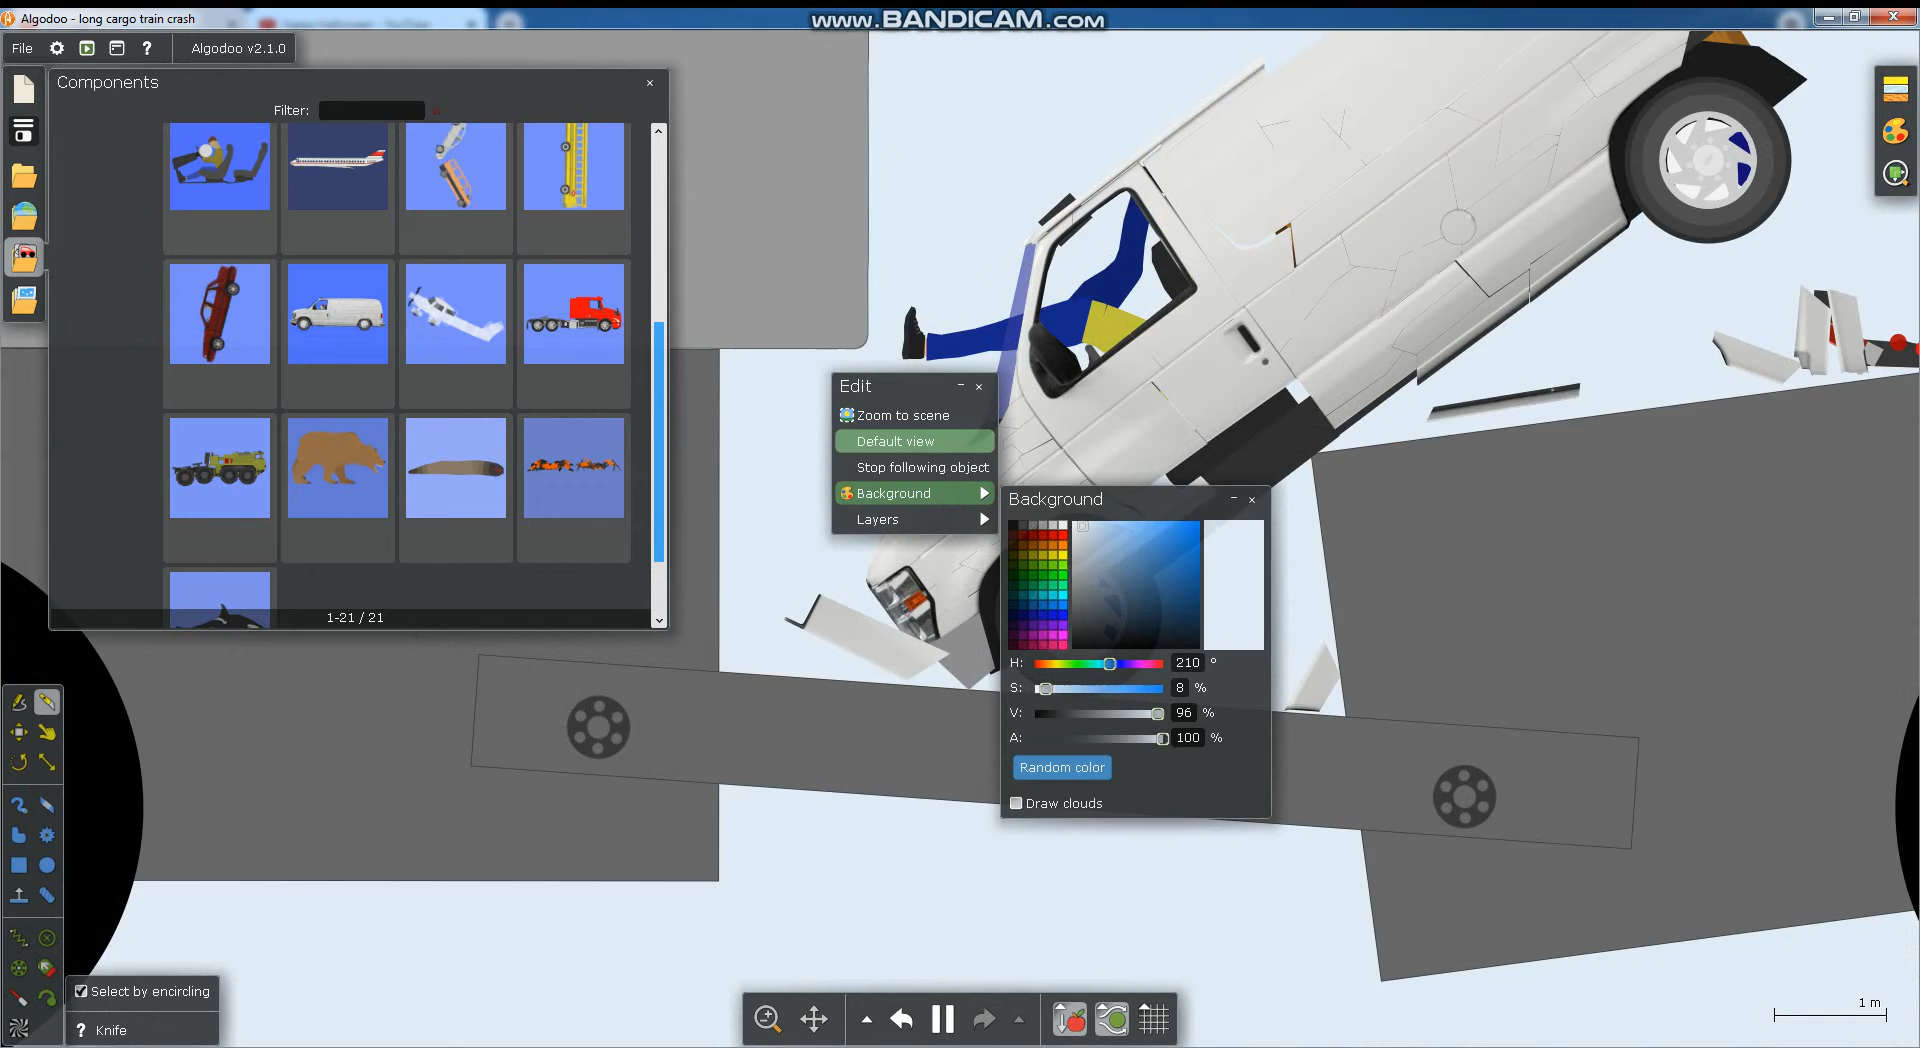 Algodoo - long cargo train crash
www.BANDICAM.com
File
?
Algodoo v2.1.0
Components
Filter:
1-21 / 21
Edit
Zoom to scene
Default view
Stop following object
Background
Layers
Background
H: 210 °
S: 8 %
V: 96 %
A: 100 %
Random color
Draw clouds
Select by encircling
? Knife
1 m